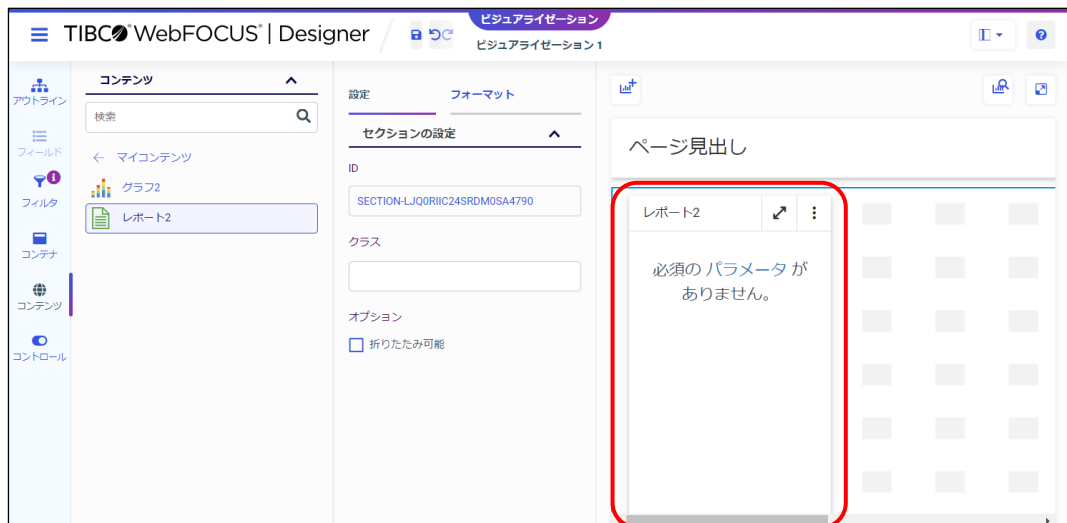 ビジュアライゼーション
TIBCO WebFOCUS® | Designer
ビジュアライゼーション 1
アウトライン
フィールド
フィルタ
コンテナ
コンテンツ
コントロール
コンテンツ
検索
マイコンテンツ
グラフ2
レポート2
設定
フォーマット
セクションの設定
ID
SECTION-LJQ0RIIC24SRDM0SA4790
クラス
オプション
折りたたみ可能
ページ見出し
レポート2
必須の パラメータ が
ありません。